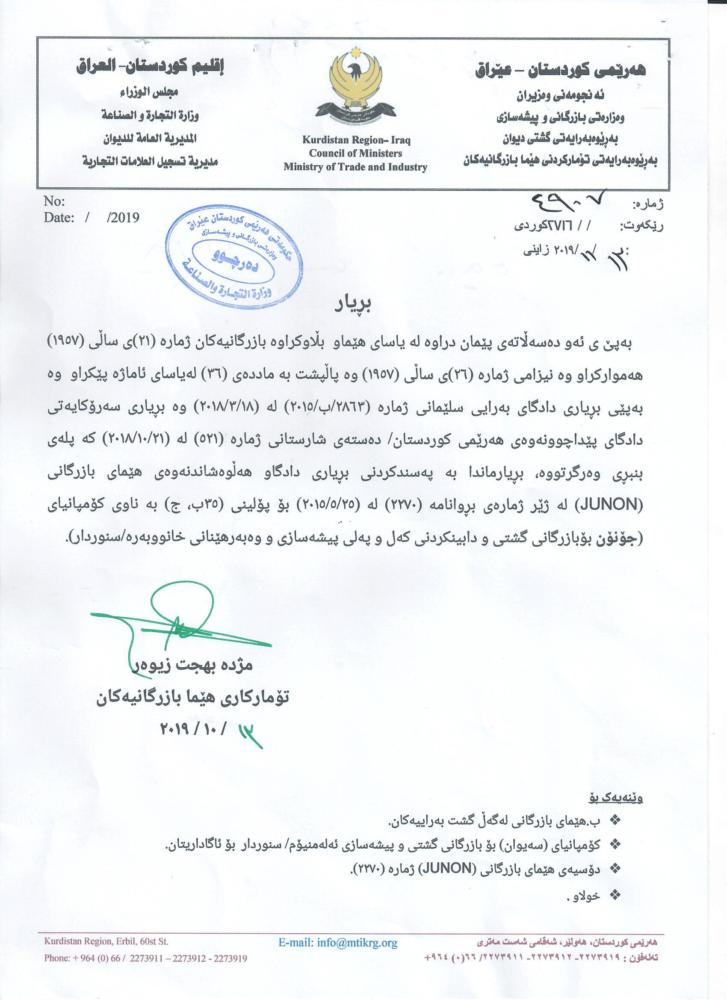 هەرێمی کوردستان – عێراق
ئه نجومەنی وەزیران
وەزارەتی بازرگانی و پیشەسازی
بەڕێوەبەرایەتی گشتی دیوان
بەڕێوەبەرایەتی تۆمارکردنی هێما بازرگانیەکان
Kurdistan Region– Iraq
Council of Ministers
Ministry of Trade and Industry
إقليم كوردستان- العراق
مجلس الوزراء
وزارة التجارة و الصناعة
المديرية العامة للديوان
مديرية تسجيل العلامات التجارية
ژمارە: ٤٩٠٠٧
رێکەوت: / / ٢٧١٦کوردی
: ١٣/١١/٢٠١٩ زاینی
No:
Date: / /2019
حکومەتی هەرێمی کوردستان عێراق
وەزارەتی بازرگانی و پیشەسازی
دەرچوو
وزارة التجارة والصناعة
بڕیار
بەپێ ی ئەو دەسەڵاتەی پێمان دراوە لە یاسای هێماو بڵاوکراوە بازرگانیەکان ژمارە (٢١)ی ساڵی (١٩٥٧)
هەموارکراو وە نیزامی ژمارە (٢٦)ی ساڵی (١٩٥٧) وە پاڵپشت بە ماددەی (٣٦) لەیاسای ئاماژە پێکراو وە
بەپێی بڕیاری دادگای بەرایی سلێمانی ژمارە (٢٨٦٣/ب/٢٠١٥) لە (٢٠١٨/٣/١٨) وە بڕیاری سەرۆکایەتی
دادگای پێداچوونەوەی هەرێمی کوردستان/ دەستەی شارستانی ژمارە (٥٢١) لە (٢٠١٨/١٠/٢١) کە پلەی
بنبڕی وەرگرتووە، بڕیارماندا بە پەسندکردنی بڕیاری دادگاو هەڵوەشاندنەوەی هێمای بازرگانی
(JUNON) لە ژێر ژمارەی بڕوانامە (٢٢٧٠) لە (٢٠١٥/٥/٢٥) بۆ پۆلینی (٣٥ب، ج) بە ناوی کۆمپانیای
(جۆنۆن بۆبازرگانی گشتی و دابینکردنی کەل و پەلی پیشەسازی و وەبەرهێنانی خانووبەرە/سنوردار).
مژدە بهجت زیوەر
تۆمارکاری هێما بازرگانیەکان
١٣ / ١٠ / ٢٠١٩
وێنەیەک بۆ
❖ ب.هێمای بازرگانی لەگەڵ گشت بەراییەکان.
❖ کۆمپانیای (سەیوان) بۆ بازرگانی گشتی و پیشەسازی ئەلەمنیۆم/ سنوردار بۆ ئاگاداریتان.
❖ دۆسیەی هێمای بازرگانی (JUNON) ژمارە (٢٢٧٠).
❖ خولاو .
هەرێمی کوردستان، هەولێر، شەقامی شەست مەتری
تەلەفۆن : ٢٢٧٣٩١٩- ٢٢٧٣٩١٢- ٢٢٧٣٩١١ /٦٦(٠) ٩٦٤+
E-mail: info@mtikrg.org
Kurdistan Region, Erbil, 60st St.
Phone: + 964 (0) 66 / 2273911 – 2273912 - 2273919